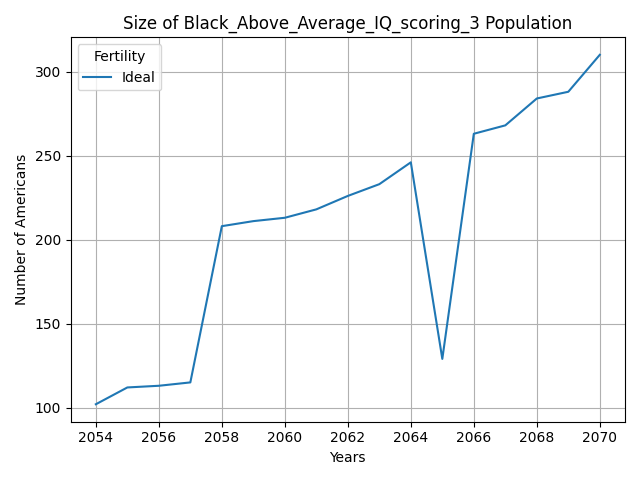 Size of Black_Above_Average_IQ_scoring_3 Population
Fertility
Ideal
Number of Americans
300
250
200
150
100
2054 2056 2058 2060 2062 2064 2066 2068 2070
Years